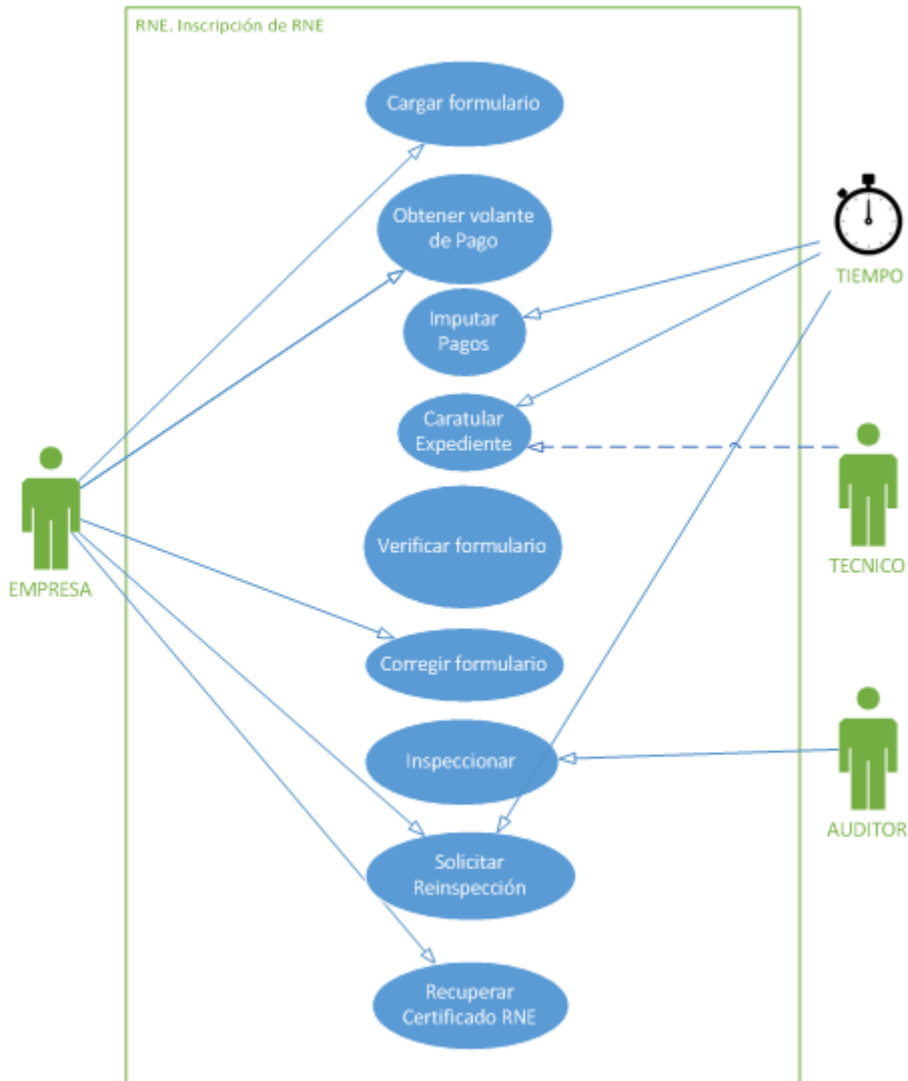 RNE. Inscripción de RNE
Cargar formulario
Obtener volante
de Pago
TIEMPO
Imputar
Pagos
Caratular
Expediente
Verificar formulario
EMPRESA
TECNICO
Corregir formulario
Inspeccionar
AUDITOR
Solicitar
Reinspección
Recuperar
Certificado RNE